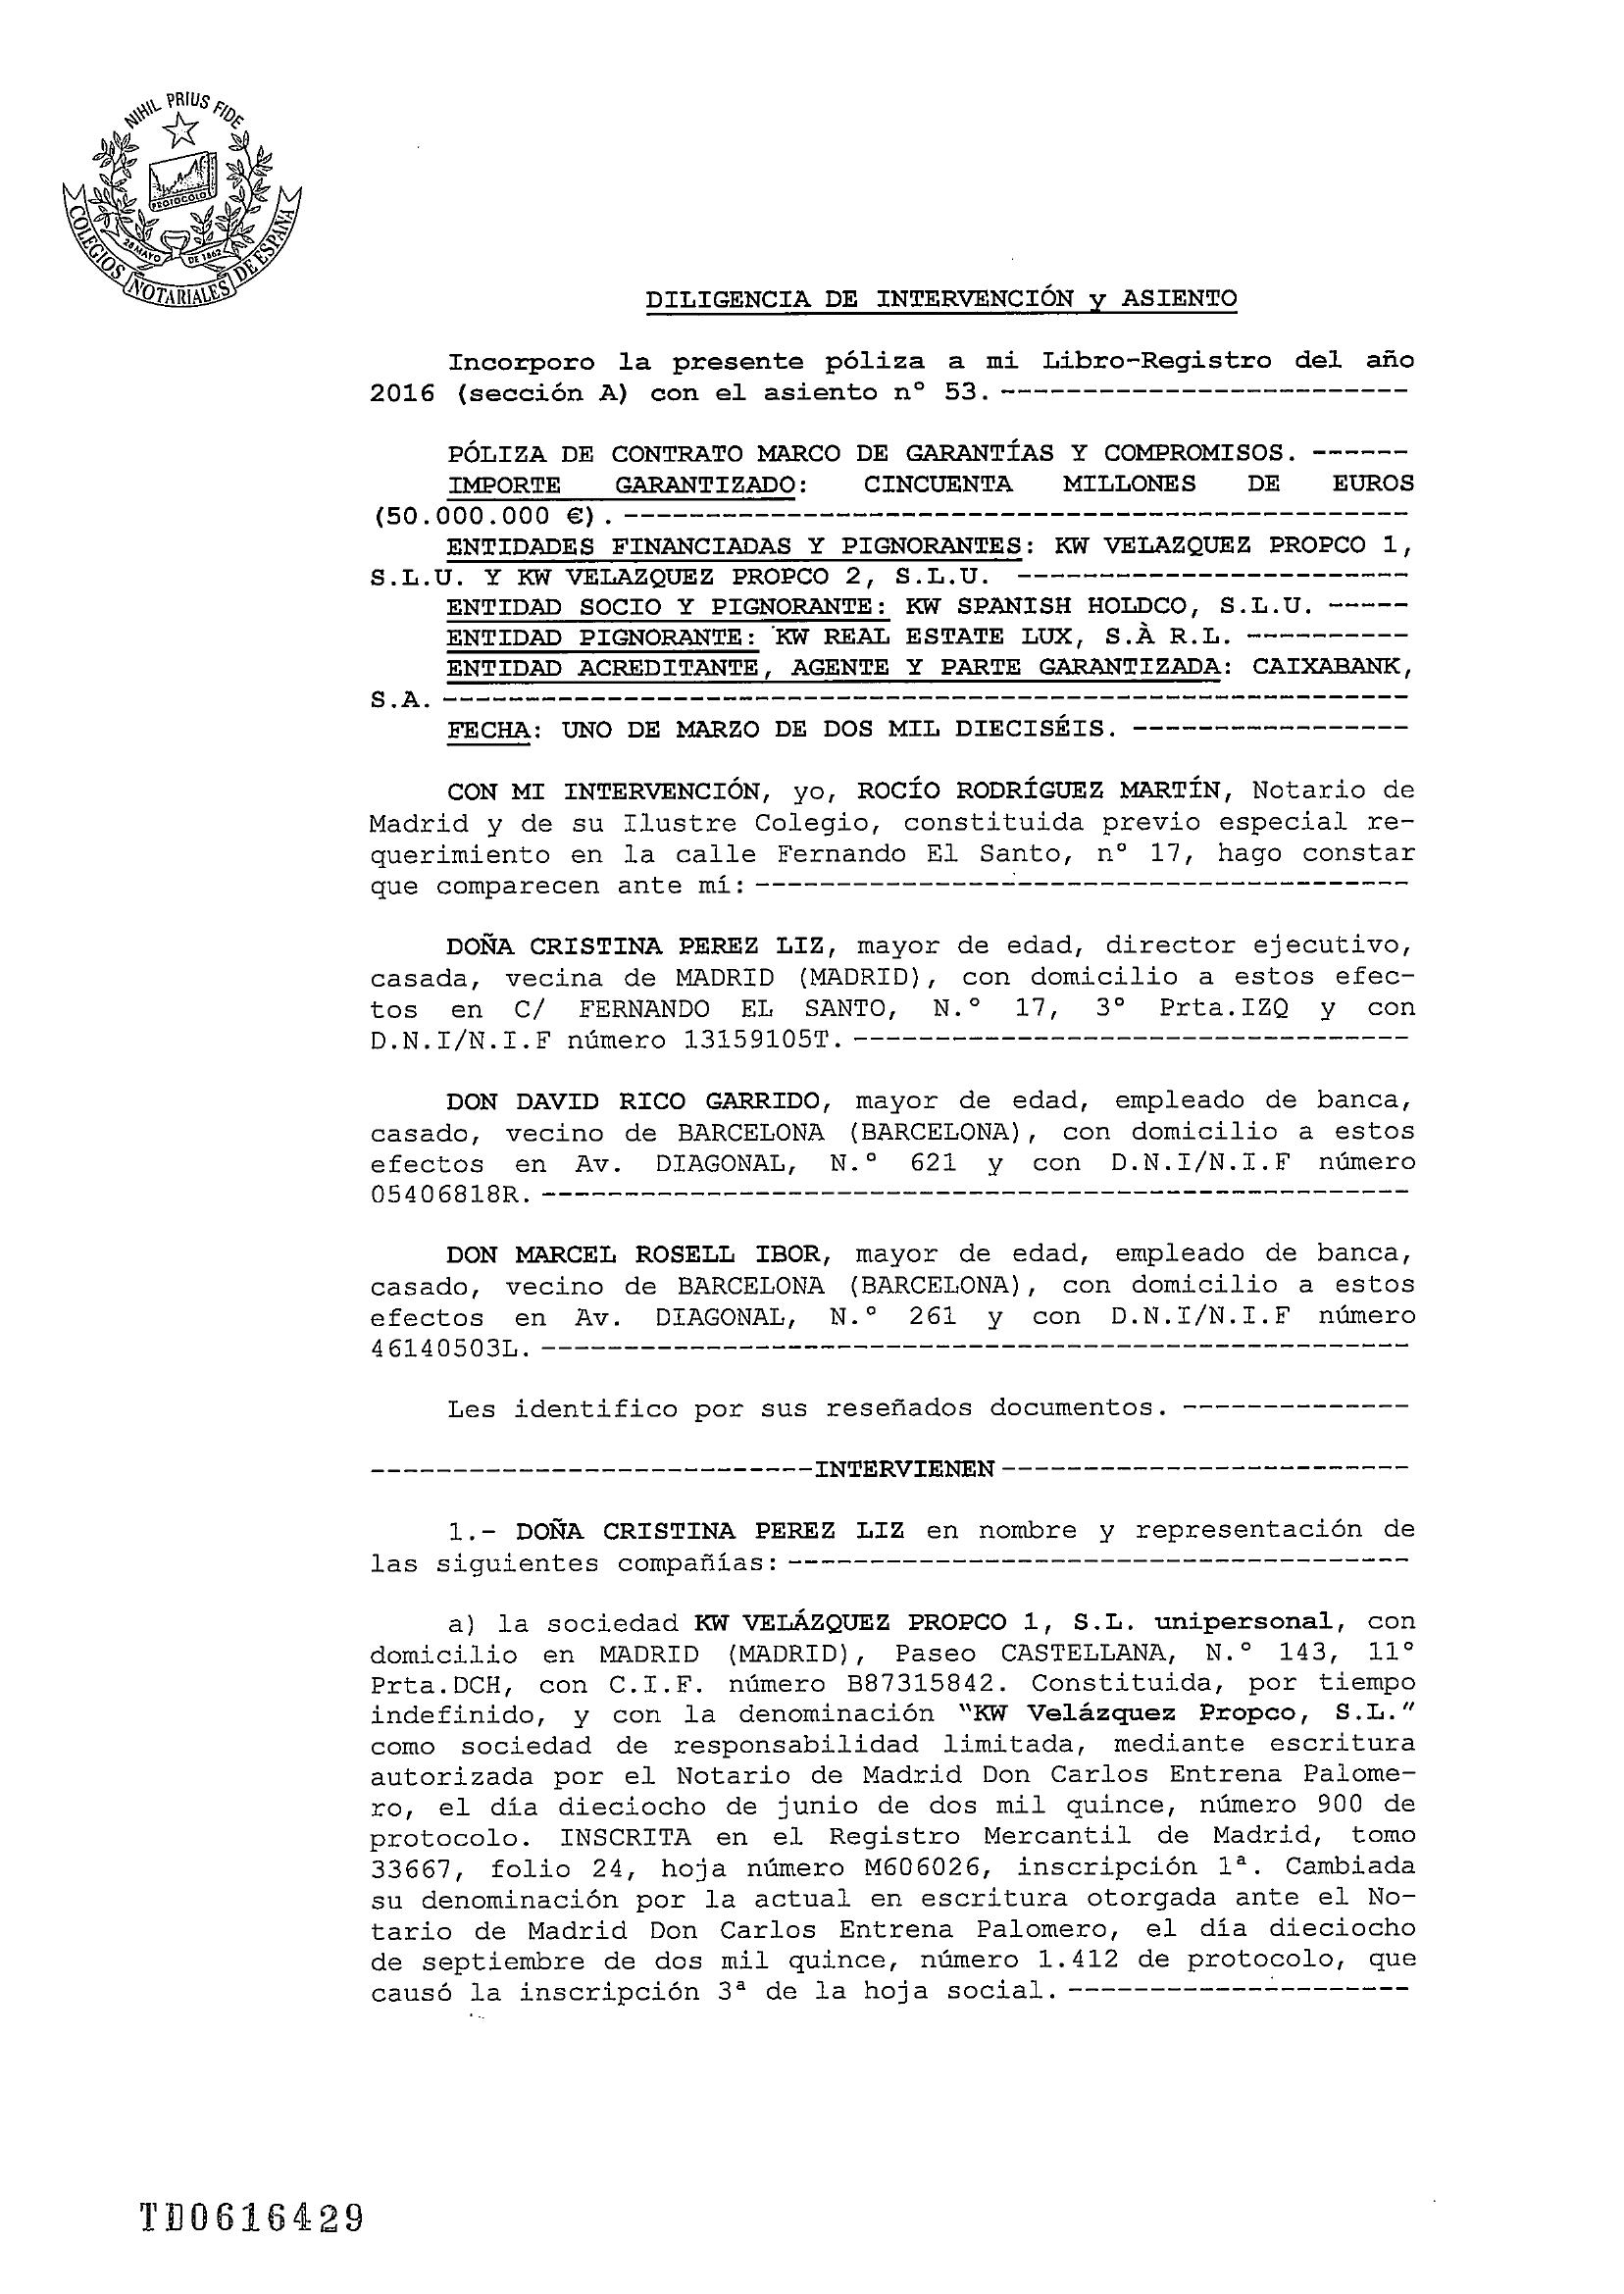 NIHIL PRIUS FIDE
PROTOCOLO
28 MAYO DE 1862
COLEGIOS NOTARIALES DE ESPAÑA
DILIGENCIA DE INTERVENCIÓN y ASIENTO
Incorporo la presente póliza a mi Libro-Registro del año
2016 (sección A) con el asiento nº 53. -------------------------
PÓLIZA DE CONTRATO MARCO DE GARANTÍAS Y COMPROMISOS. ------
IMPORTE GARANTIZADO: CINCUENTA MILLONES DE EUROS
(50.000.000 €). ------------------------------------------------
ENTIDADES FINANCIADAS Y PIGNORANTES: KW VELAZQUEZ PROPCO 1,
S.L.U. Y KW VELAZQUEZ PROPCO 2, S.L.U. ------------------------
ENTIDAD SOCIO Y PIGNORANTE: KW SPANISH HOLDCO, S.L.U. -----
ENTIDAD PIGNORANTE: KW REAL ESTATE LUX, S.À R.L. ----------
ENTIDAD ACREDITANTE, AGENTE Y PARTE GARANTIZADA: CAIXABANK,
S.A. -----------------------------------------------------------
FECHA: UNO DE MARZO DE DOS MIL DIECISÉIS. -----------------
CON MI INTERVENCIÓN, yo, ROCÍO RODRÍGUEZ MARTÍN, Notario de
Madrid y de su Ilustre Colegio, constituida previo especial re-
querimiento en la calle Fernando El Santo, nº 17, hago constar
que comparecen ante mí: ----------------------------------------
DOÑA CRISTINA PEREZ LIZ, mayor de edad, director ejecutivo,
casada, vecina de MADRID (MADRID), con domicilio a estos efec-
tos en C/ FERNANDO EL SANTO, N.º 17, 3º Prta.IZQ y con
D.N.I/N.I.F número 13159105T. ----------------------------------
DON DAVID RICO GARRIDO, mayor de edad, empleado de banca,
casado, vecino de BARCELONA (BARCELONA), con domicilio a estos
efectos en Av. DIAGONAL, N.º 621 y con D.N.I/N.I.F número
05406818R. -----------------------------------------------------
DON MARCEL ROSELL IBOR, mayor de edad, empleado de banca,
casado, vecino de BARCELONA (BARCELONA), con domicilio a estos
efectos en Av. DIAGONAL, N.º 261 y con D.N.I/N.I.F número
46140503L. -----------------------------------------------------
Les identifico por sus reseñados documentos. --------------
---------------------------INTERVIENEN-------------------------
1.- DOÑA CRISTINA PEREZ LIZ en nombre y representación de
las siguientes compañías: --------------------------------------
a) la sociedad KW VELÁZQUEZ PROPCO 1, S.L. unipersonal, con
domicilio en MADRID (MADRID), Paseo CASTELLANA, N.º 143, 11º
Prta.DCH, con C.I.F. número B87315842. Constituida, por tiempo
indefinido, y con la denominación "KW Velázquez Propco, S.L."
como sociedad de responsabilidad limitada, mediante escritura
autorizada por el Notario de Madrid Don Carlos Entrena Palome-
ro, el día dieciocho de junio de dos mil quince, número 900 de
protocolo. INSCRITA en el Registro Mercantil de Madrid, tomo
33667, folio 24, hoja número M606026, inscripción 1ª. Cambiada
su denominación por la actual en escritura otorgada ante el No-
tario de Madrid Don Carlos Entrena Palomero, el día dieciocho
de septiembre de dos mil quince, número 1.412 de protocolo, que
causó la inscripción 3ª de la hoja social. ---------------------
TD0616429